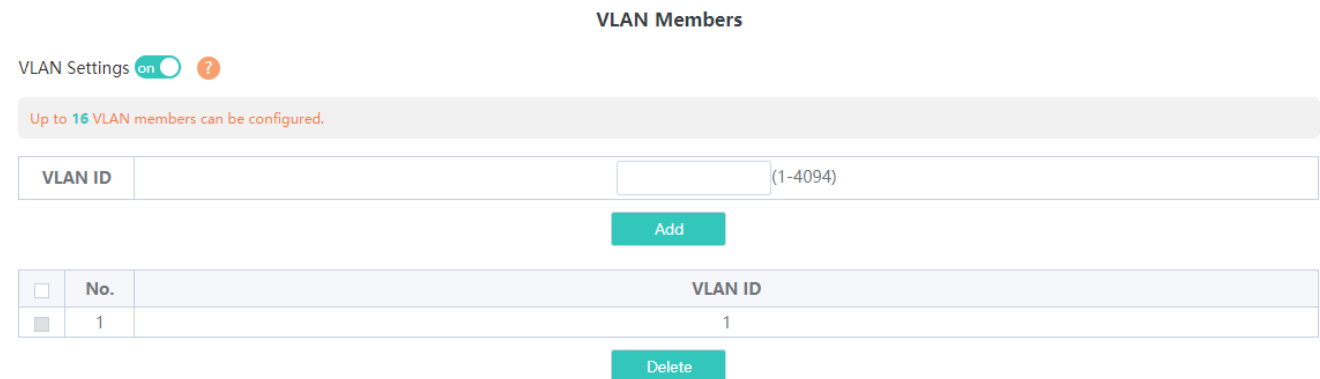 VLAN Members
VLAN Settings on ?
Up to 16 VLAN members can be configured.
VLAN ID (1-4094)
Add
No. VLAN ID
1 1
Delete